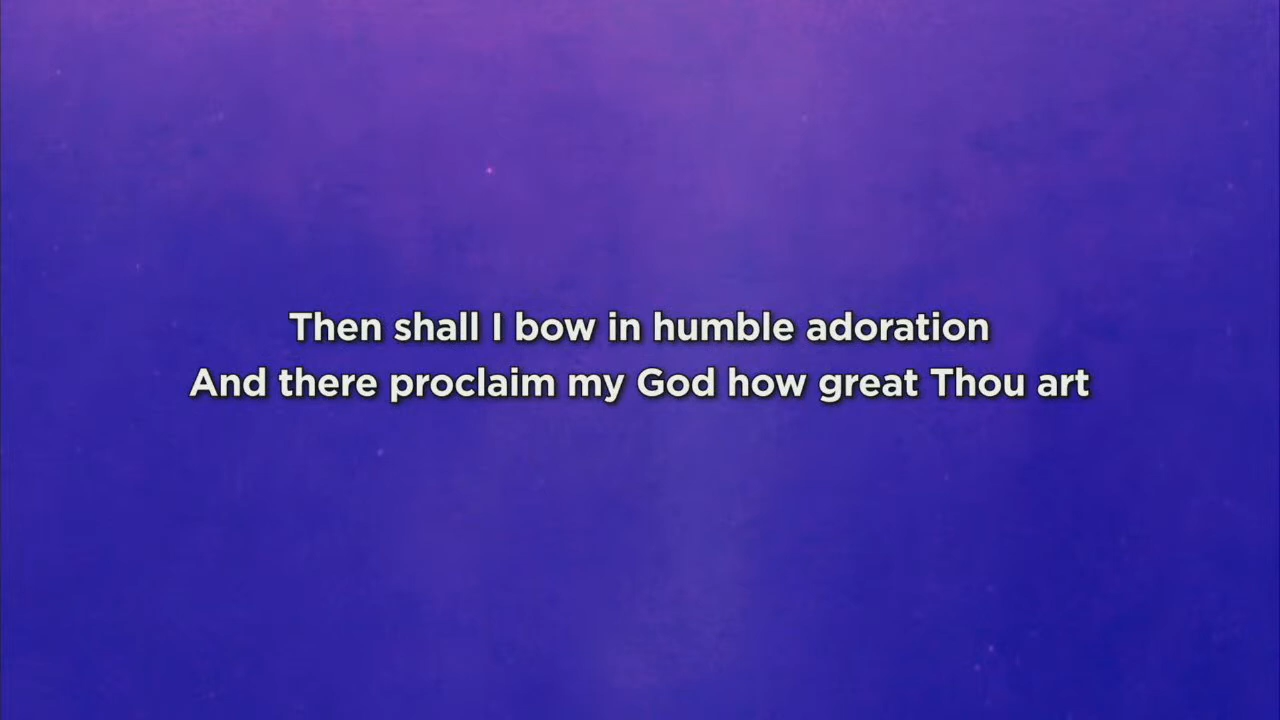 Then shall I bow in humble adoration
And there proclaim my God how great Thou art